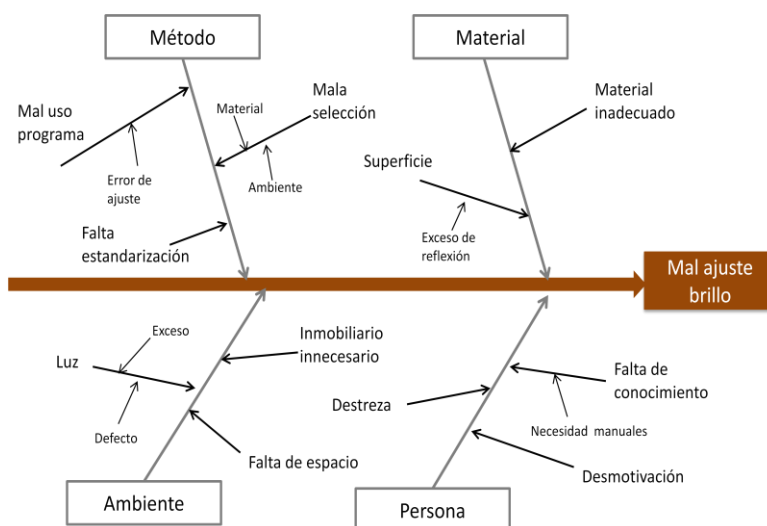 Método
Material
Mal uso
programa
Error de
ajuste
Material
Mala
selección
Ambiente
Falta
estandarización
Material
inadecuado
Superficie
Exceso de
reflexión
Mal ajuste
brillo
Luz
Exceso
Defecto
Inmobiliario
innecesario
Falta de espacio
Ambiente
Destreza
Falta de
conocimiento
Necesidad manuales
Desmotivación
Persona